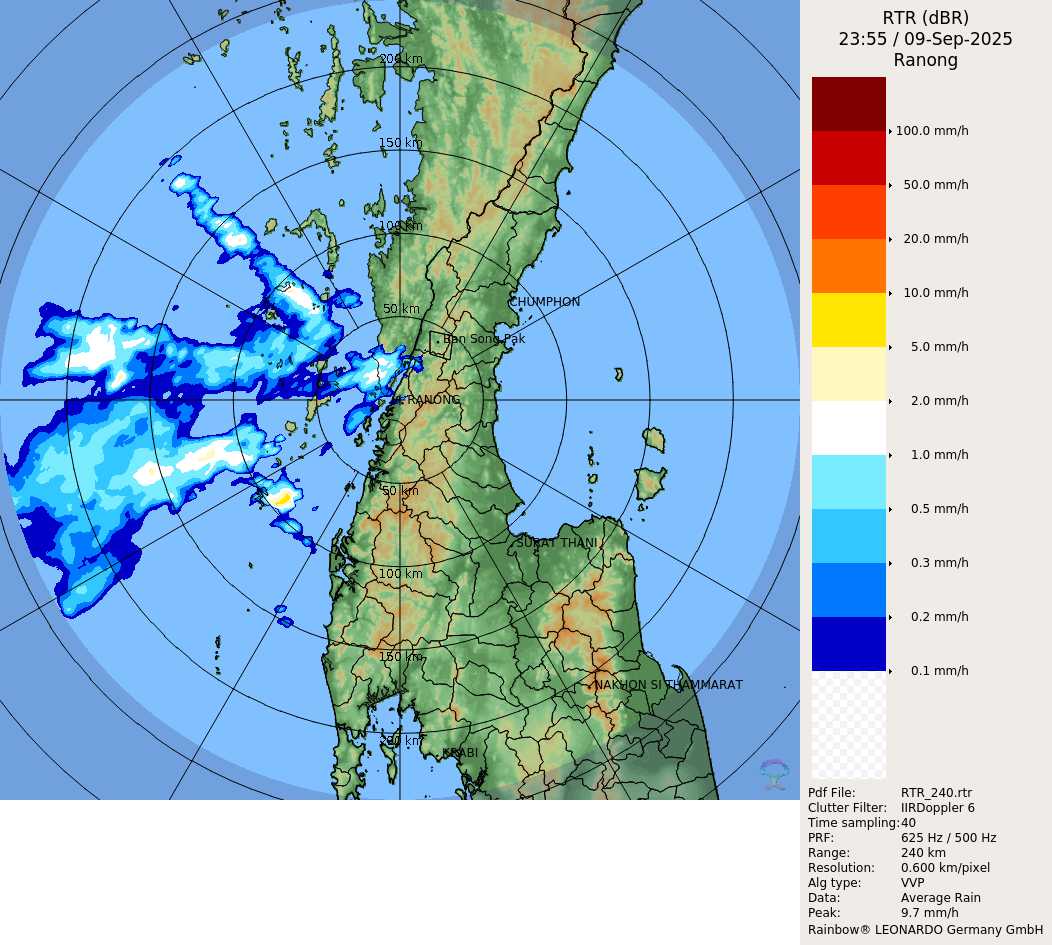 RTR (dBR)
23:55 / 09-Sep-2025
Ranong
200 km
150 km
100 km
50 km
CHUMPHON
Ban Song Pak
RANONG
50 km
SURAT THANI
100 km
150 km
NAKHON SI THAMMARAT
200 km
KRABI
100.0 mm/h
50.0 mm/h
20.0 mm/h
10.0 mm/h
5.0 mm/h
2.0 mm/h
1.0 mm/h
0.5 mm/h
0.3 mm/h
0.2 mm/h
0.1 mm/h
Pdf File: RTR_240.rtr
Clutter Filter: IIRDoppler 6
Time sampling:40
PRF: 625 Hz / 500 Hz
Range: 240 km
Resolution: 0.600 km/pixel
Alg type: VVP
Data: Average Rain
Peak: 9.7 mm/h
Rainbow® LEONARDO Germany GmbH